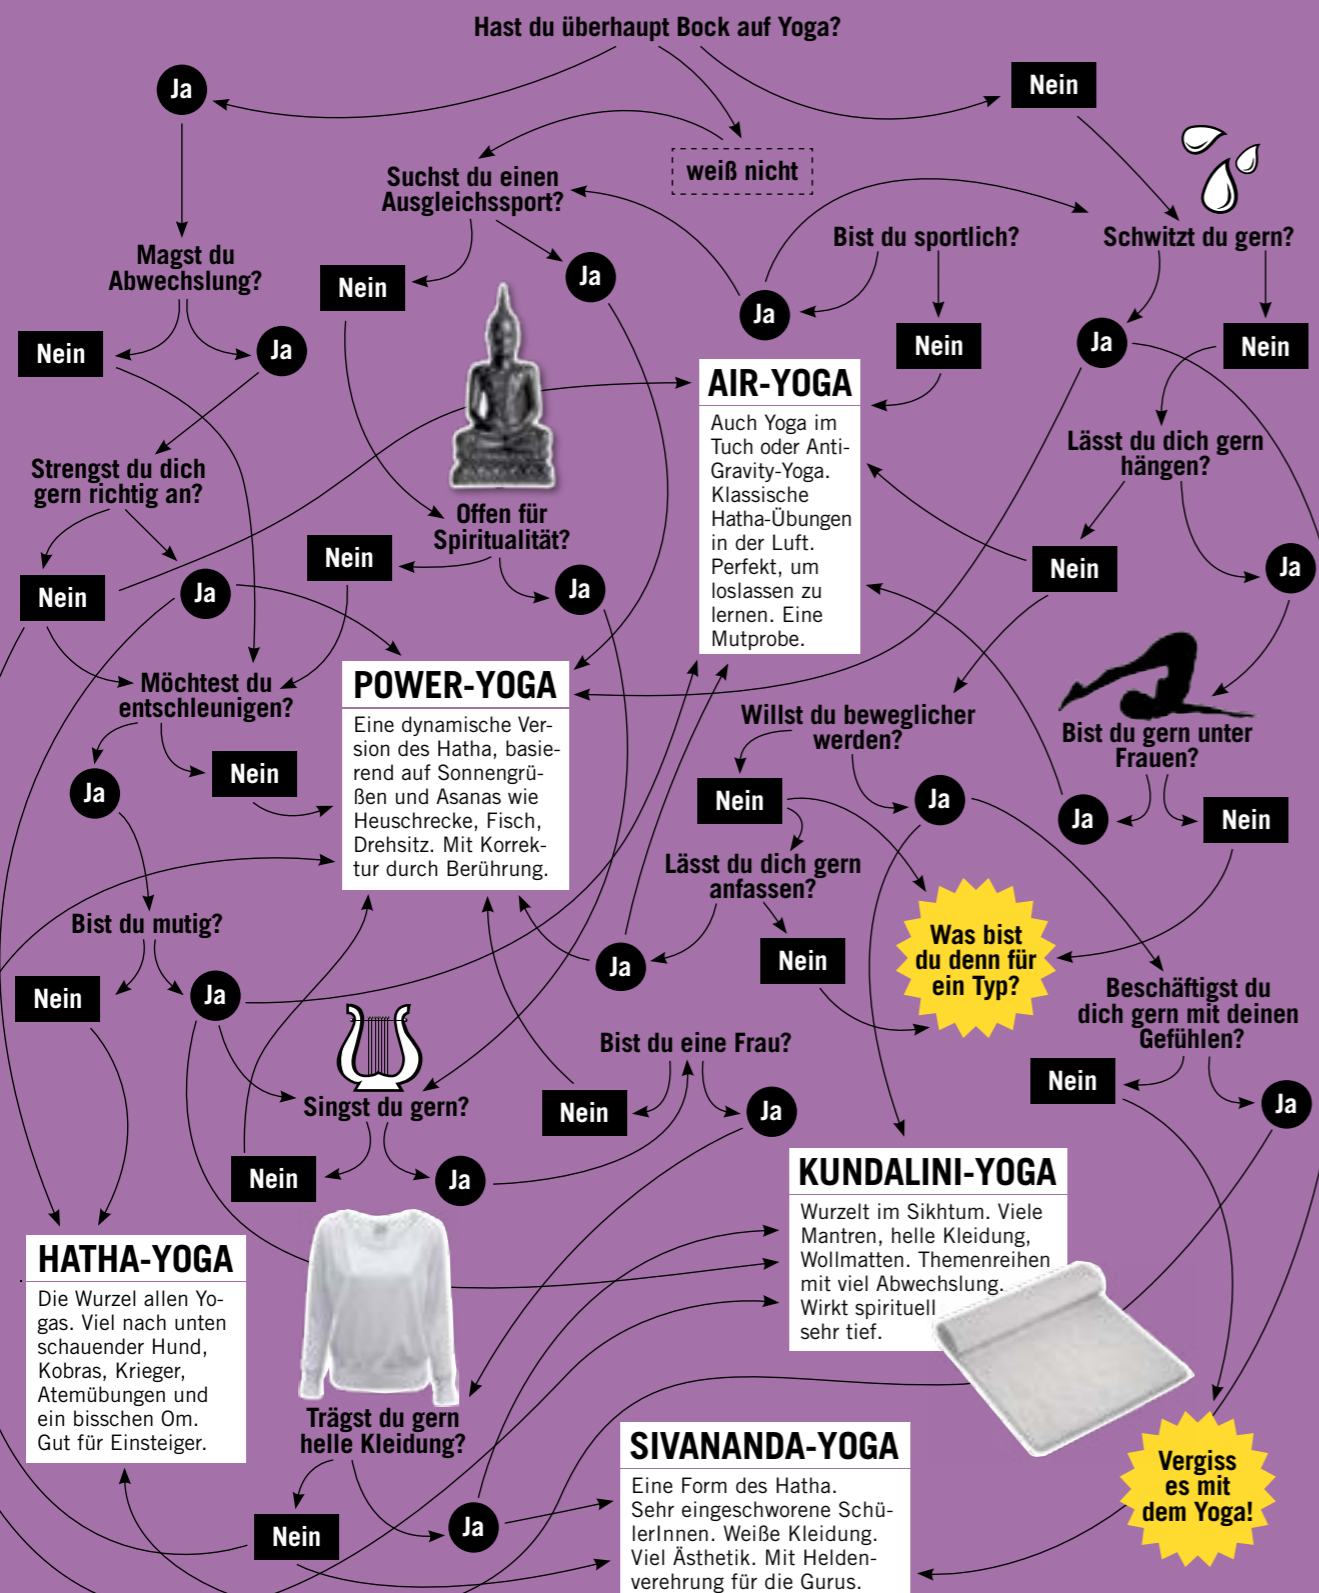 Hast du überhaupt Bock auf Yoga?
Ja
Nein
weiß nicht
Suchst du einen
Ausgleichssport?
Bist du sportlich?
Schwitzt du gern?
Magst du
Abwechslung?
Nein
Ja
Ja
Nein
Ja
Nein
Nein
Ja
Nein
Ja
AIR-YOGA
Auch Yoga im
Tuch oder Anti-
Gravity-Yoga.
Klassische
Hatha-Übungen
in der Luft.
Perfekt, um
loslassen zu
lernen. Eine
Mutprobe.
Lässt du dich gern
hängen?
Strengst du dich
gern richtig an?
Offen für
Spiritualität?
Nein
Ja
Nein
Ja
Nein
Ja
Nein
Ja
Möchtest du
entschleunigen?
POWER-YOGA
Eine dynamische Ver-
sion des Hatha, basie-
rend auf Sonnengrü-
ßen und Asanas wie
Heuschrecke, Fisch,
Drehsitz. Mit Korrek-
tur durch Berührung.
Willst du beweglicher
werden?
Bist du gern unter
Frauen?
Ja
Nein
Nein
Ja
Ja
Nein
Lässt du dich gern
anfassen?
Bist du mutig?
Ja
Nein
Was bist
du denn für
ein Typ?
Nein
Ja
Beschäftigst du
dich gern mit deinen
Gefühlen?
Bist du eine Frau?
Singst du gern?
Nein
Ja
Nein
Ja
Nein
Ja
KUNDALINI-YOGA
Wurzelt im Sikhtum. Viele
Mantren, helle Kleidung,
Wollmatten. Themenreihen
mit viel Abwechslung.
Wirkt spirituell
sehr tief.
HATHA-YOGA
Die Wurzel allen Yo-
gas. Viel nach unten
schauender Hund,
Kobras, Krieger,
Atemübungen und
ein bisschen Om.
Gut für Einsteiger.
Trägst du gern
helle Kleidung?
Nein
Ja
SIVANANDA-YOGA
Eine Form des Hatha.
Sehr eingeschworene Schü-
lerInnen. Weiße Kleidung.
Viel Ästhetik. Mit Helden-
verehrung für die Gurus.
Vergiss
es mit
dem Yoga!